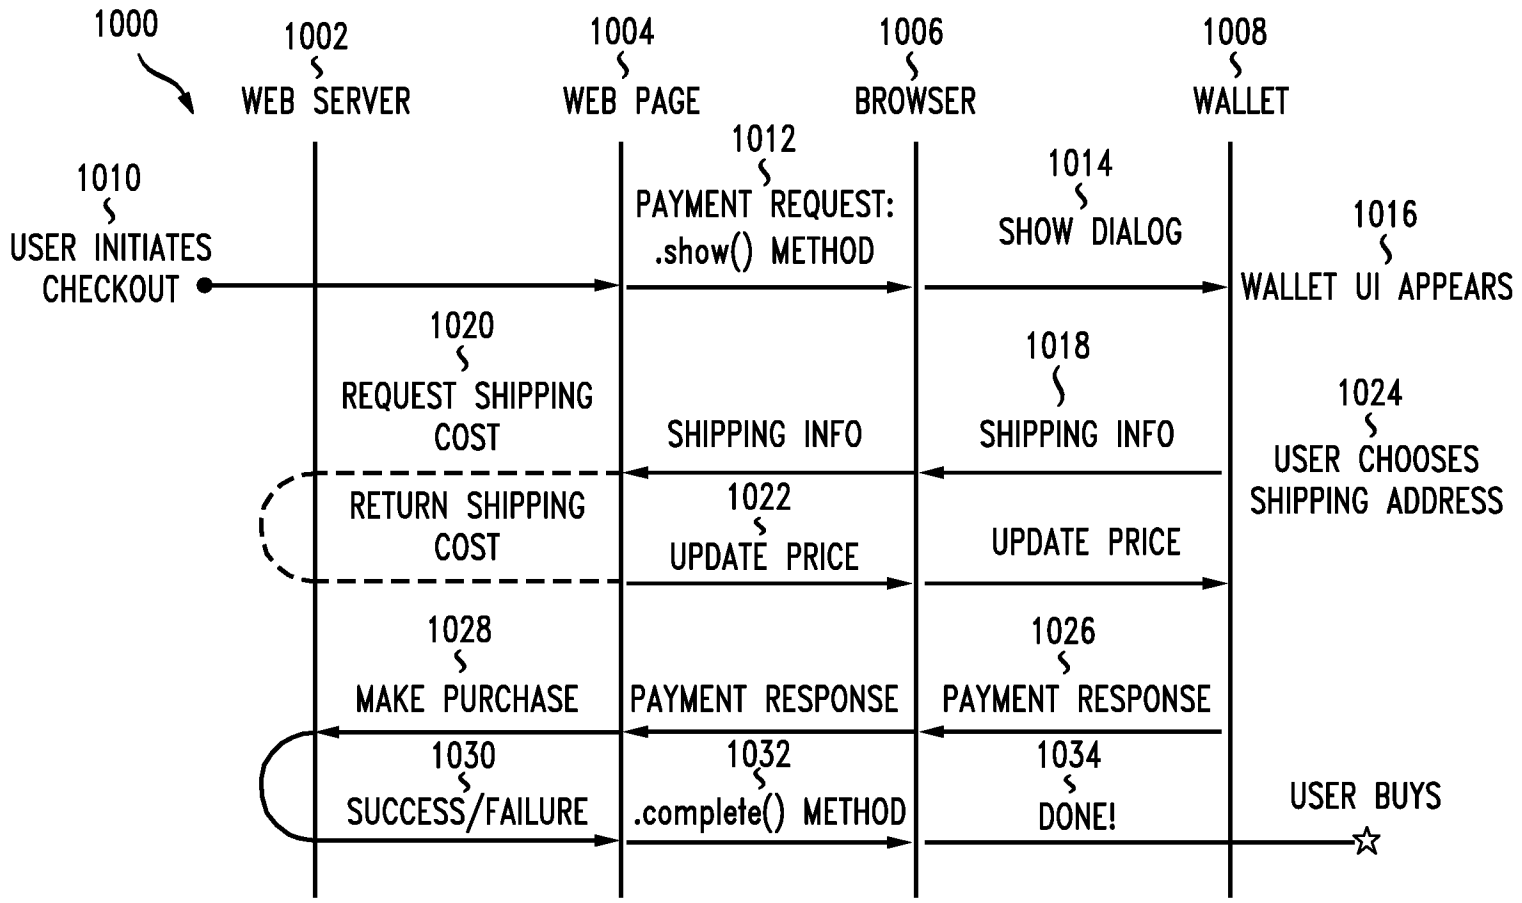 1000
1002
1004
1006
1008
WEB SERVER
WEB PAGE
BROWSER
WALLET
1010
USER INITIATES
CHECKOUT
1012
PAYMENT REQUEST:
.show() METHOD
1014
SHOW DIALOG
1016
WALLET UI APPEARS
1020
REQUEST SHIPPING
COST
SHIPPING INFO
1018
SHIPPING INFO
1024
USER CHOOSES
SHIPPING ADDRESS
RETURN SHIPPING
COST
1022
UPDATE PRICE
UPDATE PRICE
1028
MAKE PURCHASE
PAYMENT RESPONSE
1026
PAYMENT RESPONSE
1030
SUCCESS/FAILURE
1032
.complete() METHOD
1034
DONE!
USER BUYS